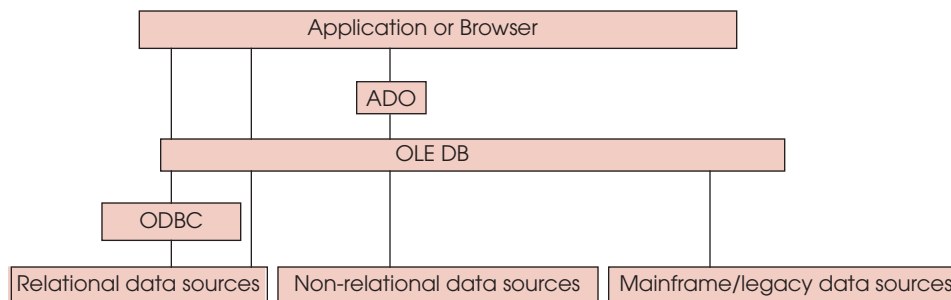 Application or Browser
ADO
OLE DB
ODBC
Relational data sources
Non-relational data sources
Mainframe/legacy data sources